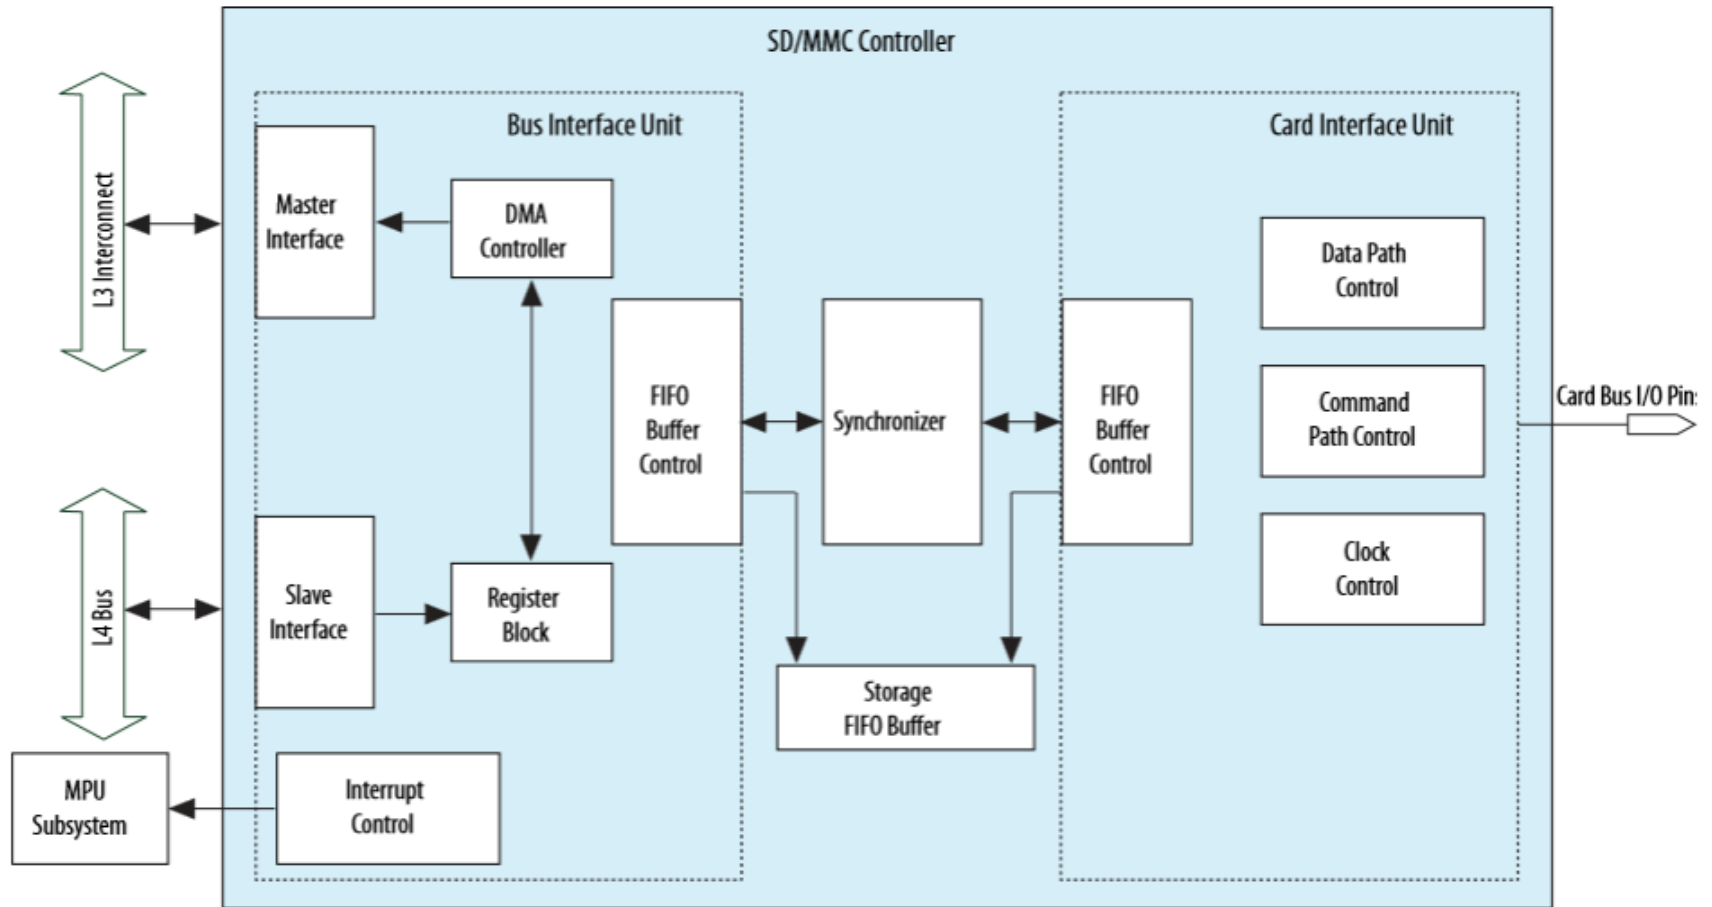 SD/MMC Controller
Bus Interface Unit
Card Interface Unit
L3 Interconnect
Master
Interface
DMA
Controller
Data Path
Control
FIFO
Buffer
Control
Synchronizer
FIFO
Buffer
Control
Command
Path Control
Card Bus I/O Pin:
L4 Bus
Slave
Interface
Register
Block
Clock
Control
Storage
FIFO Buffer
MPU
Subsystem
Interrupt
Control